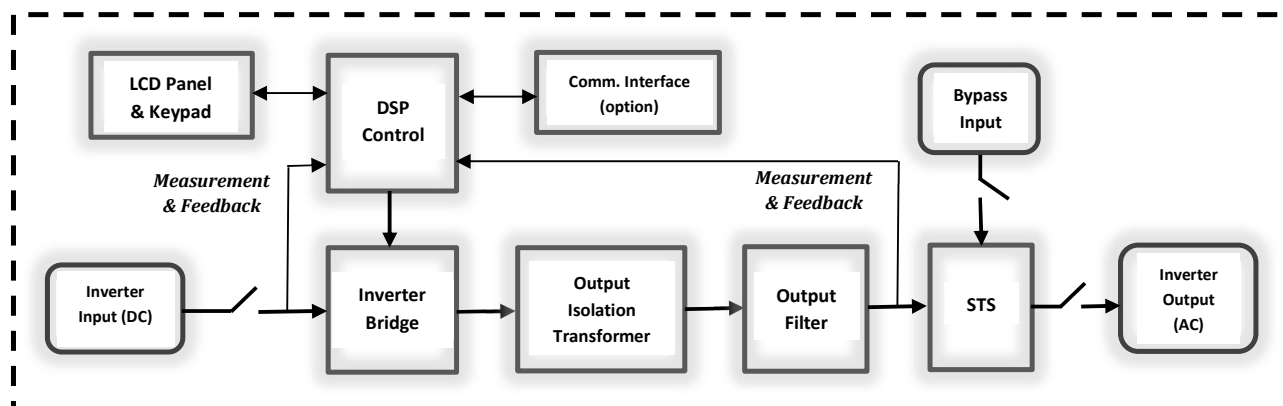 LCD Panel
& Keypad
DSP
Control
Comm. Interface
(option)
Bypass
Input
Measurement
& Feedback
Measurement
& Feedback
Inverter
Input (DC)
Inverter
Bridge
Output
Isolation
Transformer
Output
Filter
STS
Inverter
Output
(AC)